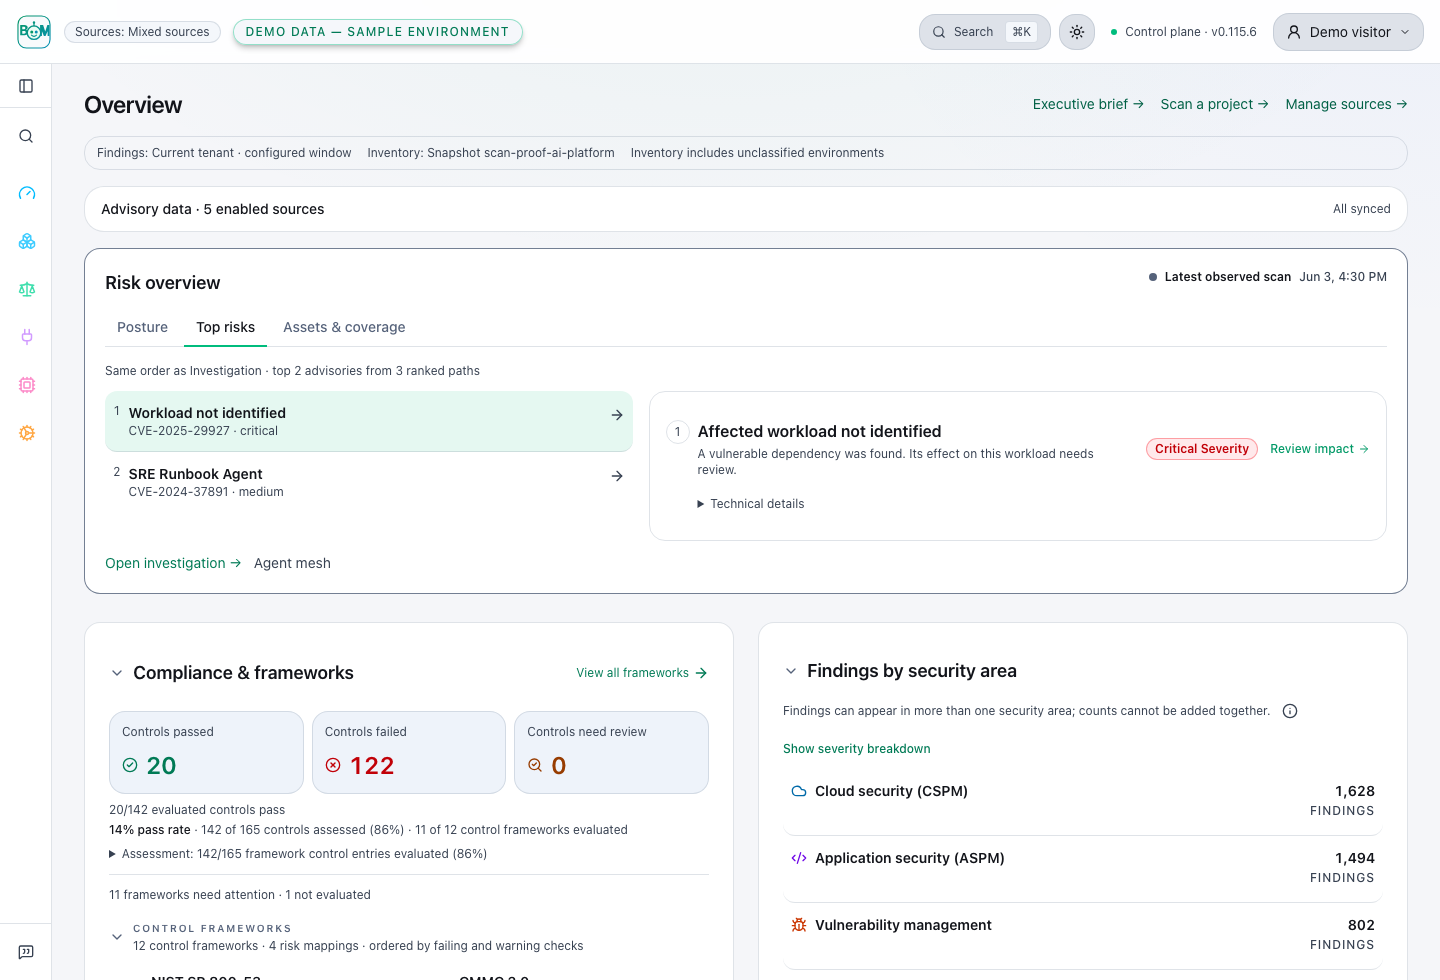 BOM
Sources: Mixed sources
DEMO DATA — SAMPLE ENVIRONMENT
Search ⌘K
Control plane · v0.115.6
Demo visitor
Overview
Executive brief → Scan a project → Manage sources →
Findings: Current tenant · configured window Inventory: Snapshot scan-proof-ai-platform Inventory includes unclassified environments
Advisory data · 5 enabled sources
All synced
Risk overview
Latest observed scan Jun 3, 4:30 PM
Posture Top risks Assets & coverage
Same order as Investigation · top 2 advisories from 3 ranked paths
1 Workload not identified
CVE-2025-29927 · critical
2 SRE Runbook Agent
CVE-2024-37891 · medium
1 Affected workload not identified
A vulnerable dependency was found. Its effect on this workload needs
review.
Technical details
Critical Severity
Review impact →
Open investigation → Agent mesh
Compliance & frameworks
View all frameworks →
Controls passed
20
Controls failed
122
Controls need review
0
20/142 evaluated controls pass
14% pass rate · 142 of 165 controls assessed (86%) · 11 of 12 control frameworks evaluated
Assessment: 142/165 framework control entries evaluated (86%)
11 frameworks need attention · 1 not evaluated
CONTROL FRAMEWORKS
12 control frameworks · 4 risk mappings · ordered by failing and warning checks
NIST SP 800-53 CMMC 2.0
Findings by security area
Findings can appear in more than one security area; counts cannot be added together.
Show severity breakdown
Cloud security (CSPM)
1,628
FINDINGS
Application security (ASPM)
1,494
FINDINGS
Vulnerability management
802
FINDINGS